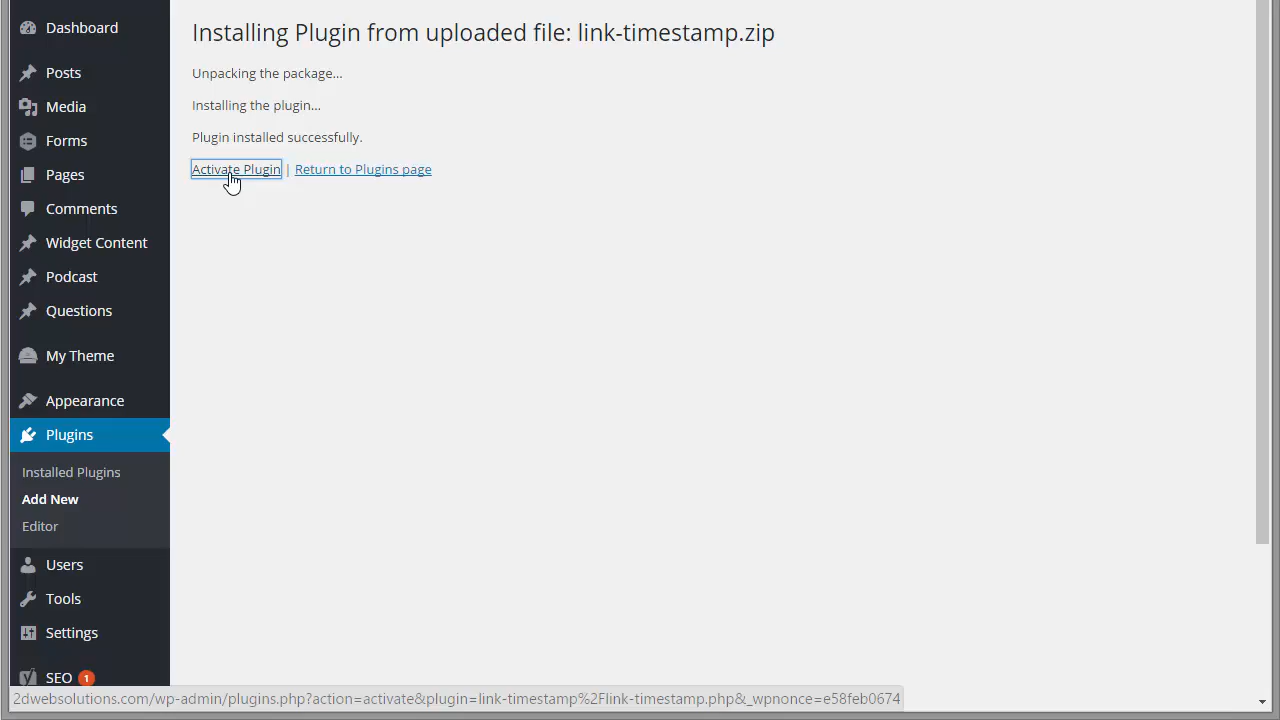 Dashboard
Posts
Media
Forms
Pages
Comments
Widget Content
Podcast
Questions
My Theme
Appearance
Plugins
Installed Plugins
Add New
Editor
Users
Tools
Settings
SEO 1
Installing Plugin from uploaded file: link-timestamp.zip
Unpacking the package…
Installing the plugin…
Plugin installed successfully.
Activate Plugin | Return to Plugins page
2dwebsolutions.com/wp-admin/plugins.php?action=activate&plugin=link-timestamp%2Flink-timestamp.php&_wpnonce=e58feb0674